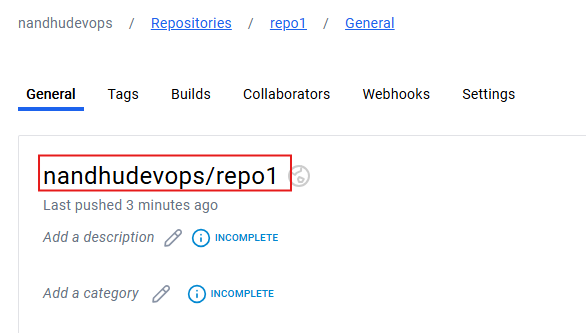 nandhudevops / Repositories / repo1 / General
General Tags Builds Collaborators Webhooks Settings
nandhudevops/repo1
Last pushed 3 minutes ago
Add a description INCOMPLETE
Add a category INCOMPLETE